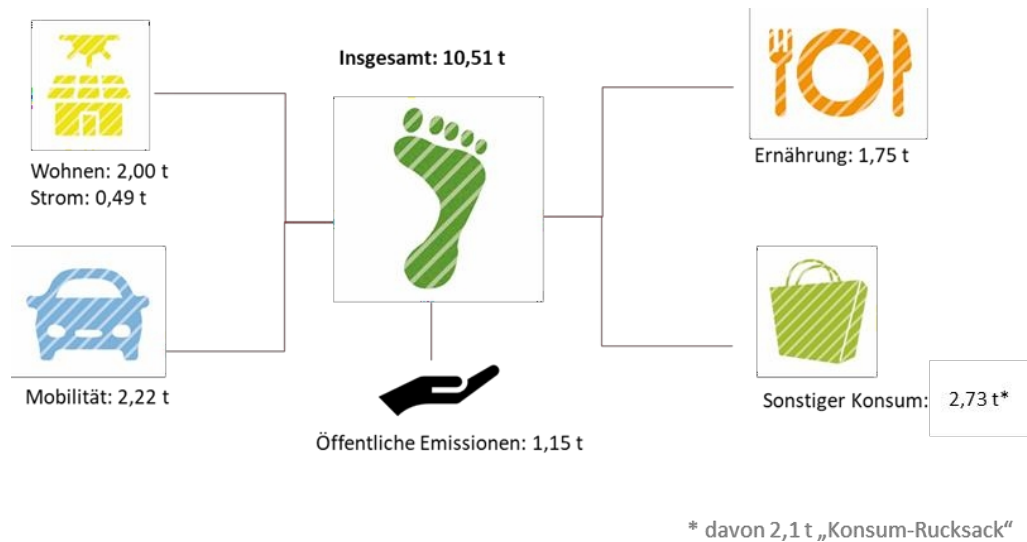 Insgesamt: 10,51 t
Wohnen: 2,00 t
Strom: 0,49 t
Ernährung: 1,75 t
Mobilität: 2,22 t
Sonstiger Konsum: 2,73 t*
Öffentliche Emissionen: 1,15 t
* davon 2,1 t „Konsum-Rucksack“